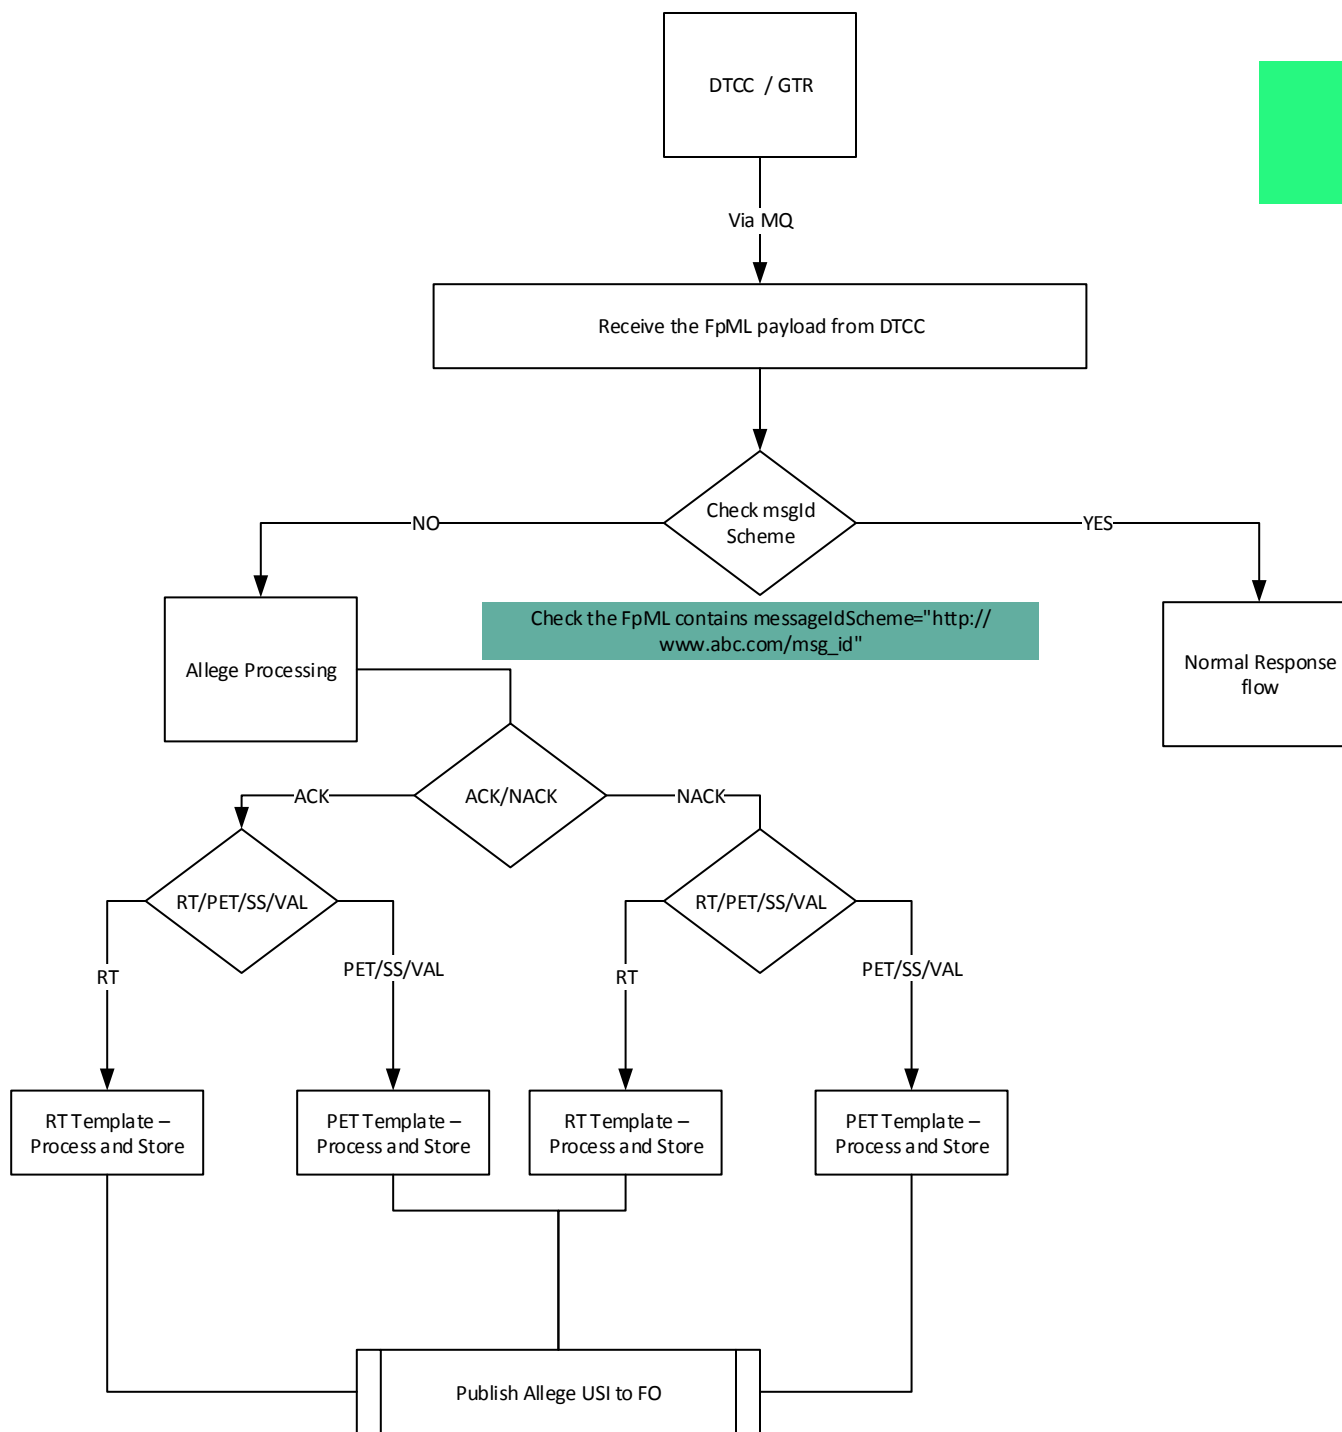 DTCC / GTR
Via MQ
Receive the FpML payload from DTCC
Check msgId
Scheme
NO
YES
Check the FpML contains messageIdScheme="http://
www.abc.com/msg_id"
Allege Processing
Normal Response
flow
ACK
ACK/NACK
NACK
RT/PET/SS/VAL
RT/PET/SS/VAL
RT
PET/SS/VAL
RT
PET/SS/VAL
RT Template –
Process and Store
PET Template –
Process and Store
RT Template –
Process and Store
PET Template –
Process and Store
Publish Allege USI to FO